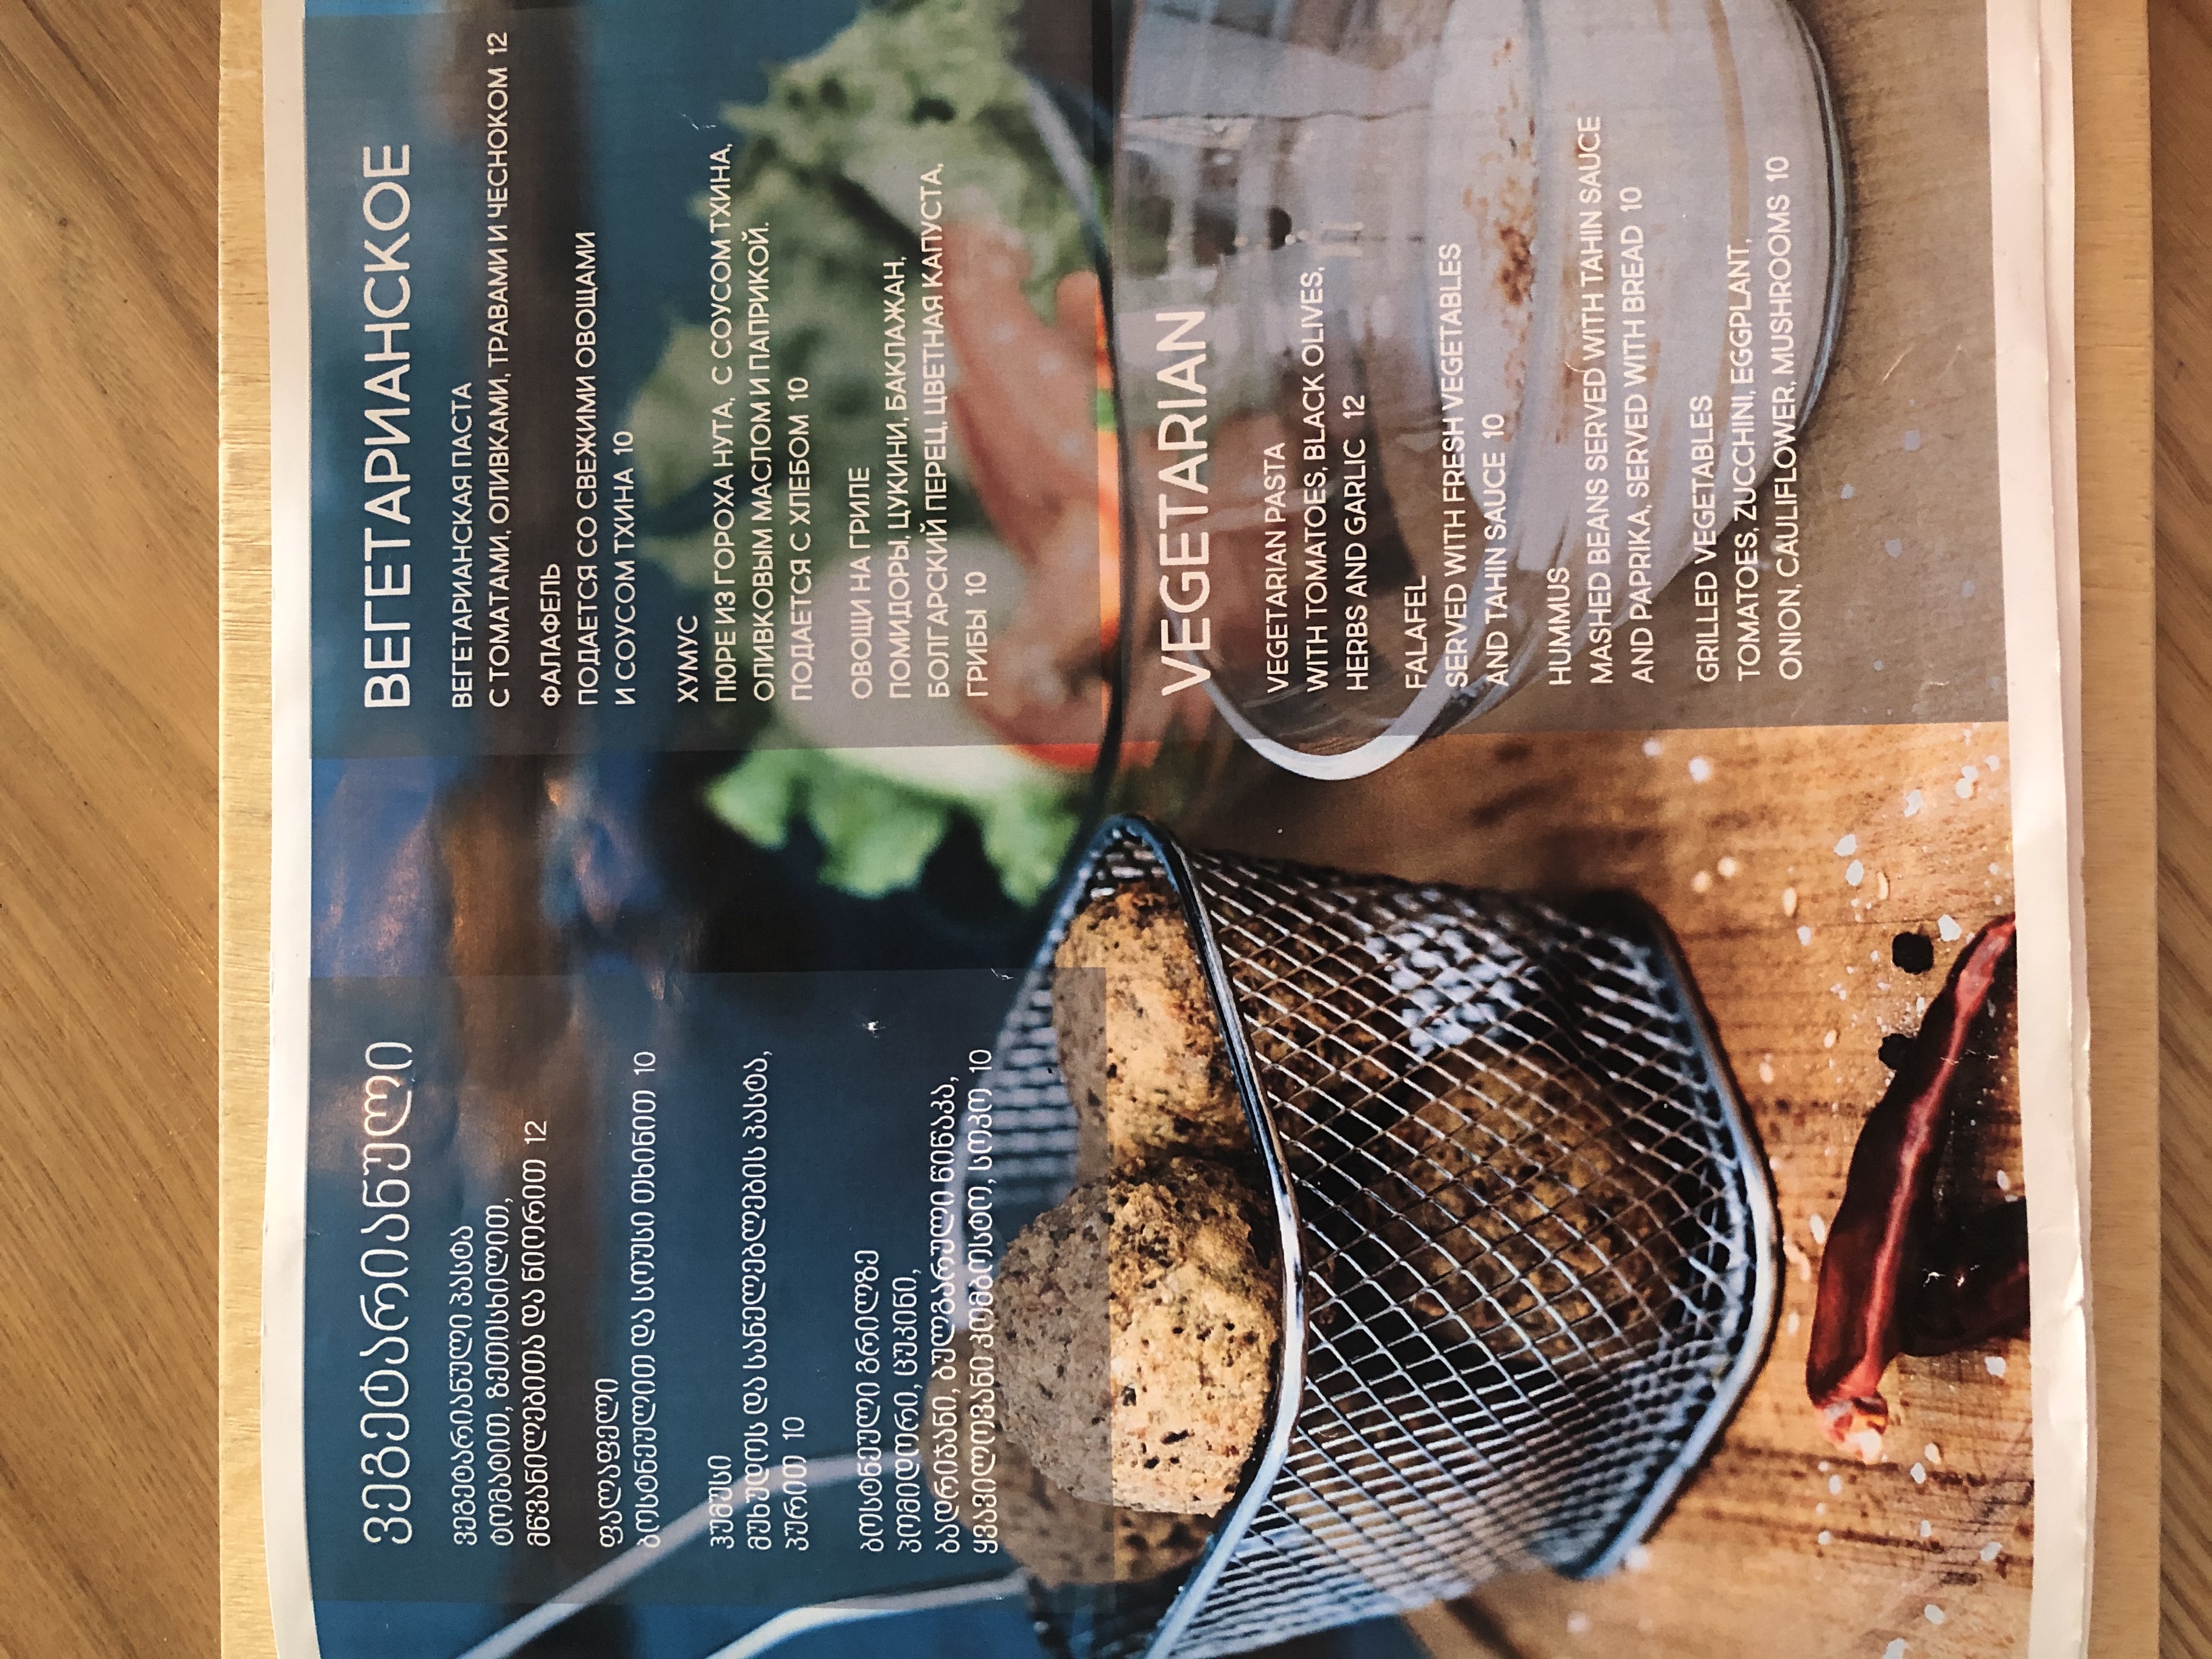 ვეგეტარიანული
ვეგეტარიანული პასტა
ტომატით, ზეთისხილით,
მწვანილებითა და ნიორით 12
ფალაფელი
ბოსტნეულით და სოუსი თხინით 10
ჰუმუსი
მუხუდოს და სანელებლების პასტა,
პურით 10
ბოსტნეული გრილზე
პომიდორი, ცუკინი,
ბადრიჯანი, ბულგარული წიწაკა,
ყვავილოვანი კომბოსტო, სოკო 10
ВЕГЕТАРИАНСКОЕ
ВЕГЕТАРИАНСКАЯ ПАСТА
С ТОМАТАМИ, ОЛИВКАМИ, ТРАВАМИ И ЧЕСНОКОМ 12
ФАЛАФЕЛЬ
ПОДАЕТСЯ СО СВЕЖИМИ ОВОЩАМИ
И СОУСОМ ТХИНА 10
ХУМУС
ПЮРЕ ИЗ ГОРОХА НУТА, С СОУСОМ ТХИНА,
ОЛИВКОВЫМ МАСЛОМ И ПАПРИКОЙ.
ПОДАЕТСЯ С ХЛЕБОМ 10
ОВОЩИ НА ГРИЛЕ
ПОМИДОРЫ, ЦУКИНИ, БАКЛАЖАН,
БОЛГАРСКИЙ ПЕРЕЦ, ЦВЕТНАЯ КАПУСТА,
ГРИБЫ 10
VEGETARIAN
VEGETARIAN PASTA
WITH TOMATOES, BLACK OLIVES,
HERBS AND GARLIC 12
FALAFEL
SERVED WITH FRESH VEGETABLES
AND TAHIN SAUCE 10
HUMMUS
MASHED BEANS SERVED WITH TAHIN SAUCE
AND PAPRIKA, SERVED WITH BREAD 10
GRILLED VEGETABLES
TOMATOES, ZUCCHINI, EGGPLANT,
ONION, CAULIFLOWER, MUSHROOMS 10